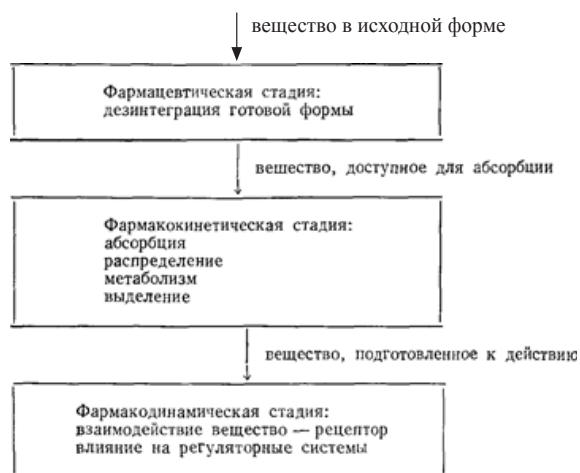 вещество в исходной форме
Фармацевтическая стадия:
дезинтеграция готовой формы
вещество, доступное для абсорбции
Фармакокинетическая стадия:
абсорбция
распределение
метаболизм
выделение
вещество, подготовленное к действию
Фармакодинамическая стадия:
взаимодействие вещество — рецептор
влияние на регуляторные системы